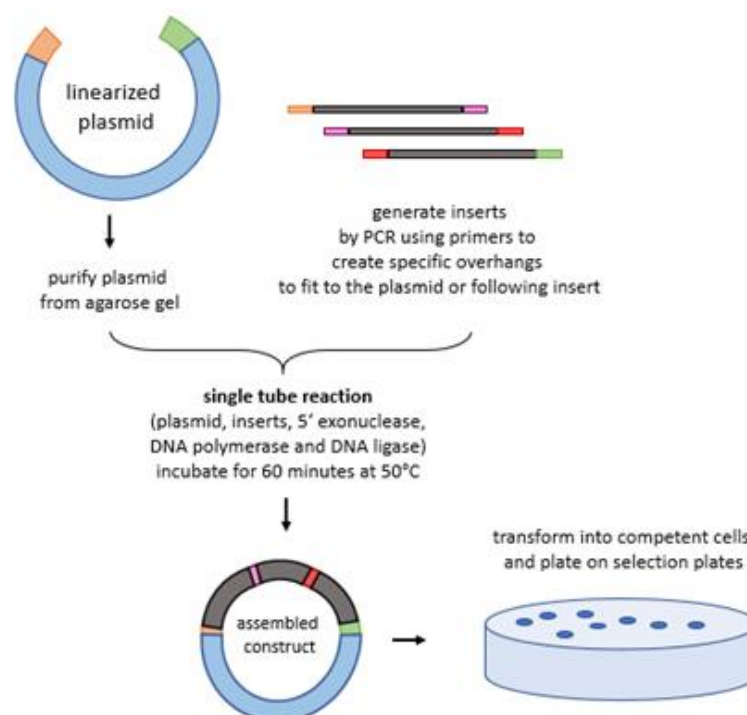 linearized
plasmid
generate inserts
by PCR using primers to
create specific overhangs
to fit to the plasmid or following insert
purify plasmid
from agarose gel
single tube reaction
(plasmid, inserts, 5‘ exonuclease,
DNA polymerase and DNA ligase)
incubate for 60 minutes at 50°C
transform into competent cells
and plate on selection plates
assembled
construct